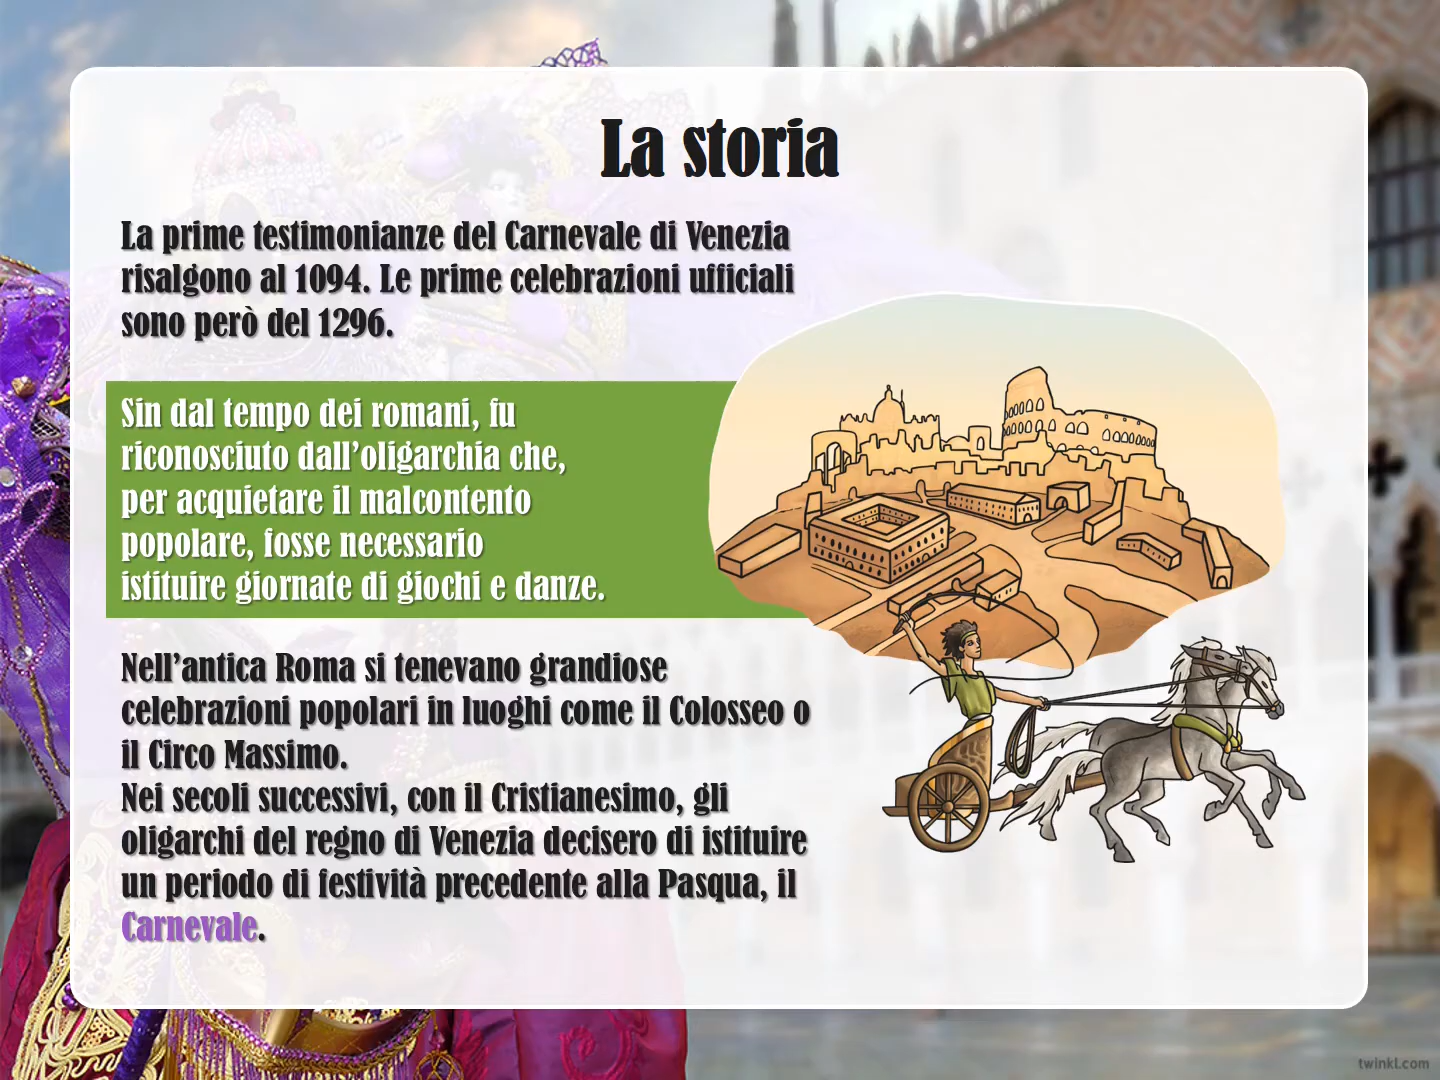 La storia
La prime testimonianze del Carnevale di Venezia
risalgono al 1094. Le prime celebrazioni ufficiali
sono però del 1296.
Sin dal tempo dei romani, fu
riconosciuto dall’oligarchia che,
per acquietare il malcontento
popolare, fosse necessario
istituire giornate di giochi e danze.
Nell’antica Roma si tenevano grandiose
celebrazioni popolari in luoghi come il Colosseo o
il Circo Massimo.
Nei secoli successivi, con il Cristianesimo, gli
oligarchi del regno di Venezia decisero di istituire
un periodo di festività precedente alla Pasqua, il
Carnevale.
twinkl.com